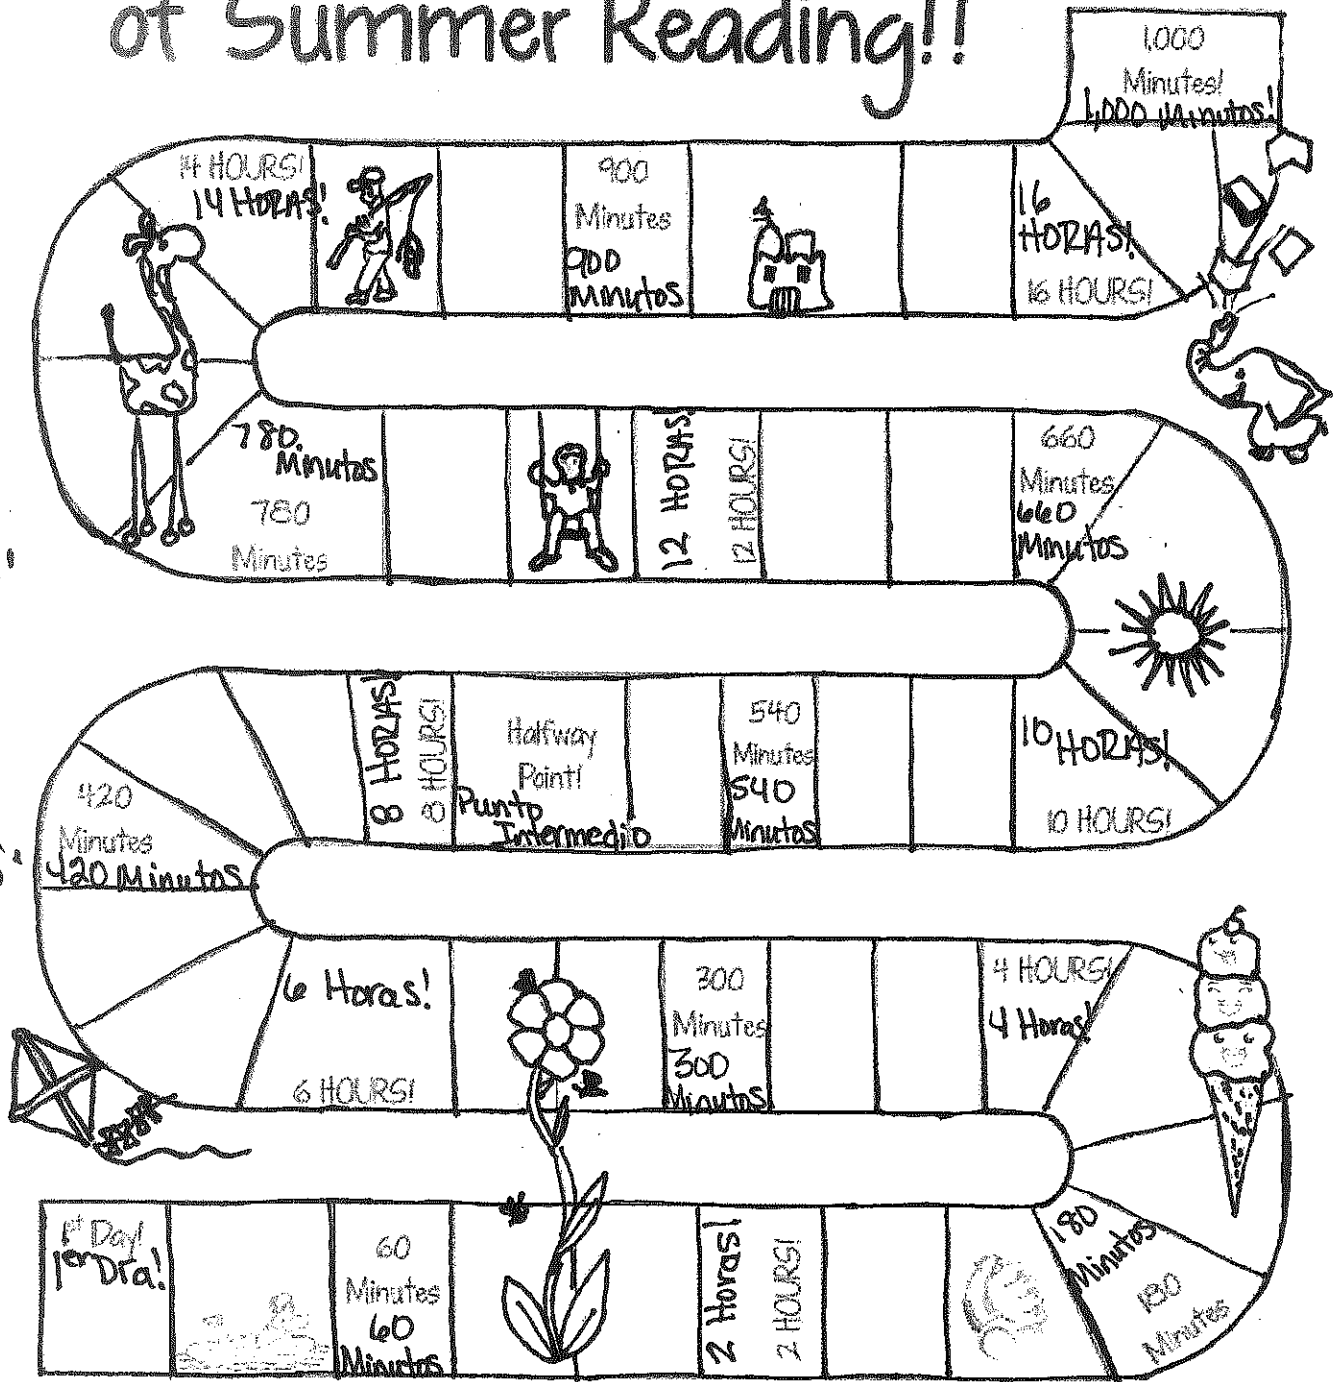 of Summer Reading!!
1,000
Minutes!
1,000 Minutos!
14 HOURS!
14 HORAS!
900
Minutes
900
Minutos
16
HORAS!
16 HOURS!
780
Minutos
780
Minutes
12 HORAS!
12 HOURS!
660
Minutes
660
Minutos
8 HORAS!
8 HOURS!
Halfway
Point!
Punto
Intermedio
540
Minutes
540
Minutos
10 HORAS!
10 HOURS!
420
Minutes
420 Minutos
6 Horas!
6 HOURS!
300
Minutes
300
Minutos
4 HOURS!
4 Horas!
1st Day!
1er Día!
60
Minutes
60
Minutos
2 Horas!
2 HOURS!
180
Minutos
180
Minutes